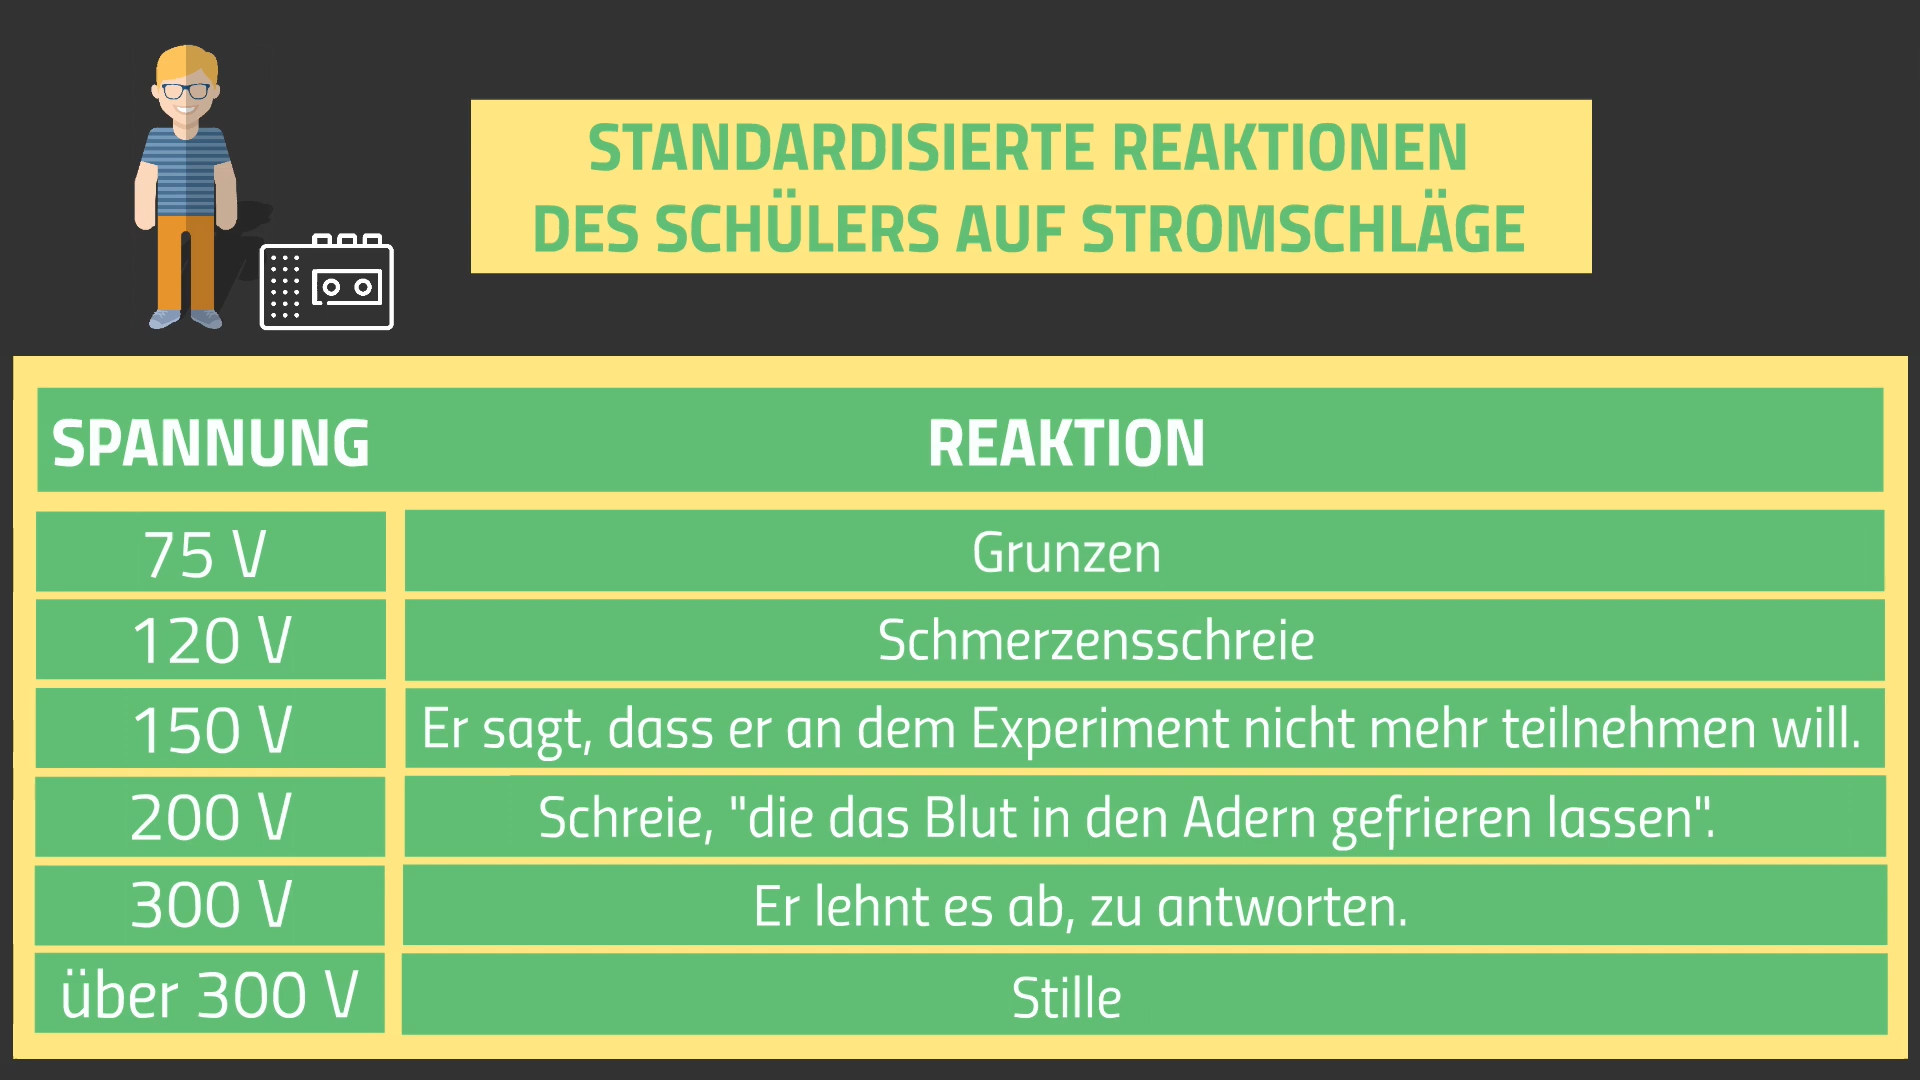 STANDARDISIERTE REAKTIONEN
DES SCHÜLERS AUF STROMSCHLÄGE
SPANNUNG REAKTION
75 V Grunzen
120 V Schmerzensschreie
150 V Er sagt, dass er an dem Experiment nicht mehr teilnehmen will.
200 V Schreie, "die das Blut in den Adern gefrieren lassen".
300 V Er lehnt es ab, zu antworten.
über 300 V Stille